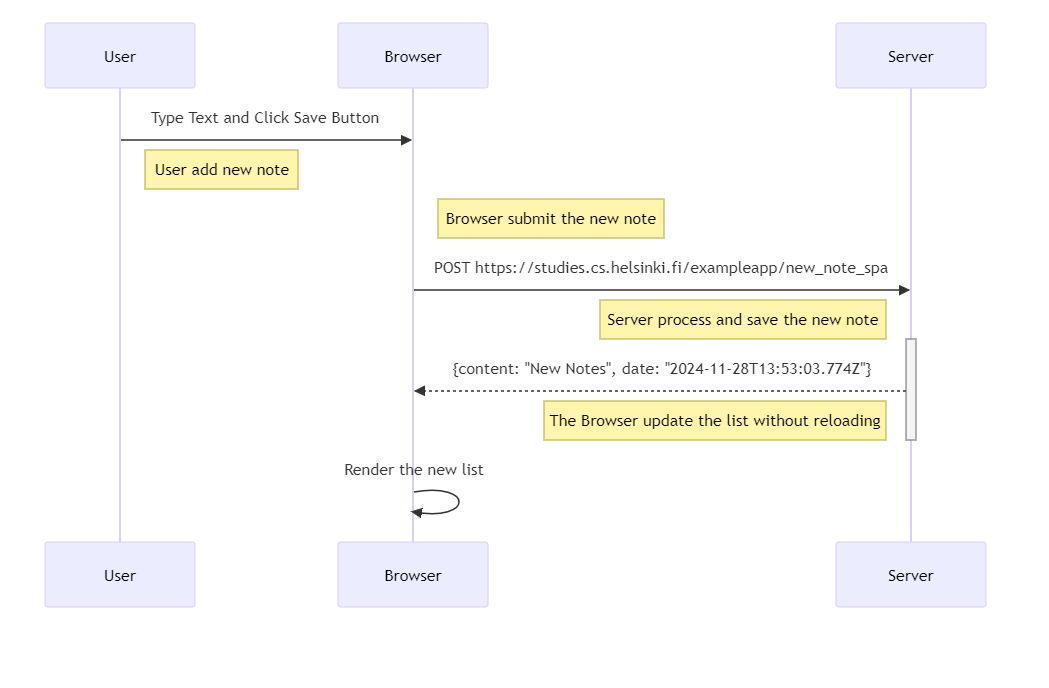 User
Browser
Server
Type Text and Click Save Button
User add new note
Browser submit the new note
POST https://studies.cs.helsinki.fi/exampleapp/new_note_spa
Server process and save the new note
{content: "New Notes", date: "2024-11-28T13:53:03.774Z"}
The Browser update the list without reloading
Render the new list
User
Browser
Server